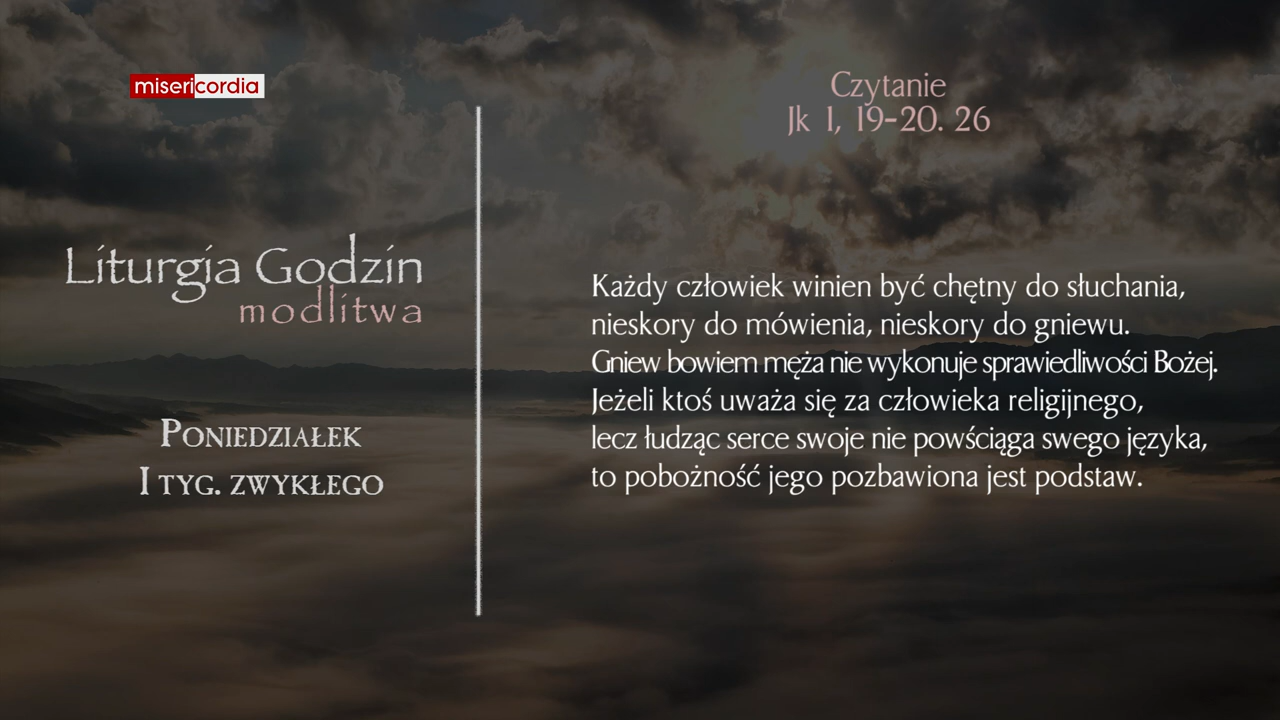 misericordia
Liturgia Godzin
modlitwa
Poniedziałek
I tyg. zwykłego
Czytanie
Jk 1, 19-20. 26
Każdy człowiek winien być chętny do słuchania,
nieskory do mówienia, nieskory do gniewu.
Gniew bowiem męża nie wykonuje sprawiedliwości Bożej.
Jeżeli ktoś uważa się za człowieka religijnego,
lecz łudząc serce swoje nie powściąga swego języka,
to pobożność jego pozbawiona jest podstaw.